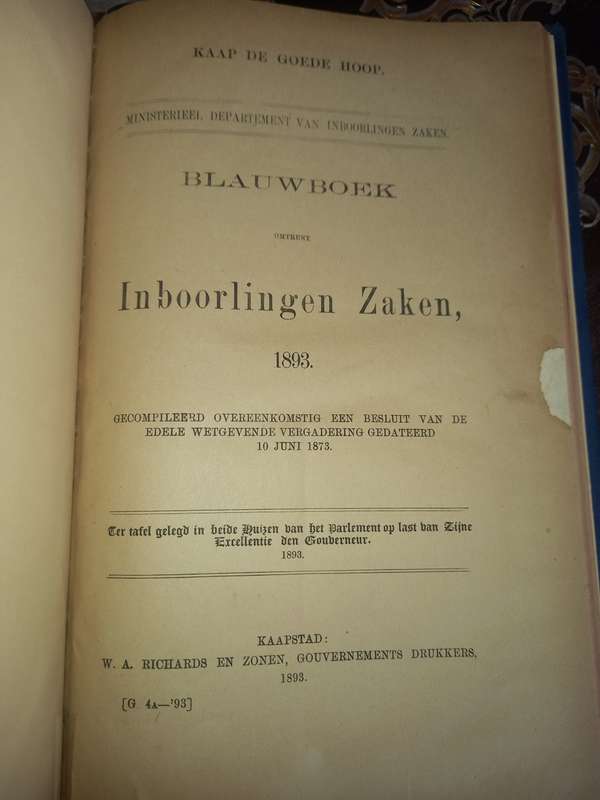 KAAP DE GOEDE HOOP.
MINISTERIEEL DEPARTEMENT VAN INBOORLINGEN ZAKEN.
BLAUWBOEK
OMTRENT
Inboorlingen Zaken,
1893.
GECOMPILEERD OVEREENKOMSTIG EEN BESLUIT VAN DE
EDELE WETGEVENDE VERGADERING GEDATEERD
10 JUNI 1873.
Ter tafel gelegd in beide Huizen van het Parlement op last van Zijne
Excellentie den Gouverneur.
1893.
KAAPSTAD:
W. A. RICHARDS EN ZONEN, GOUVERNEMENTS DRUKKERS,
1893.
[G 4A—'93]